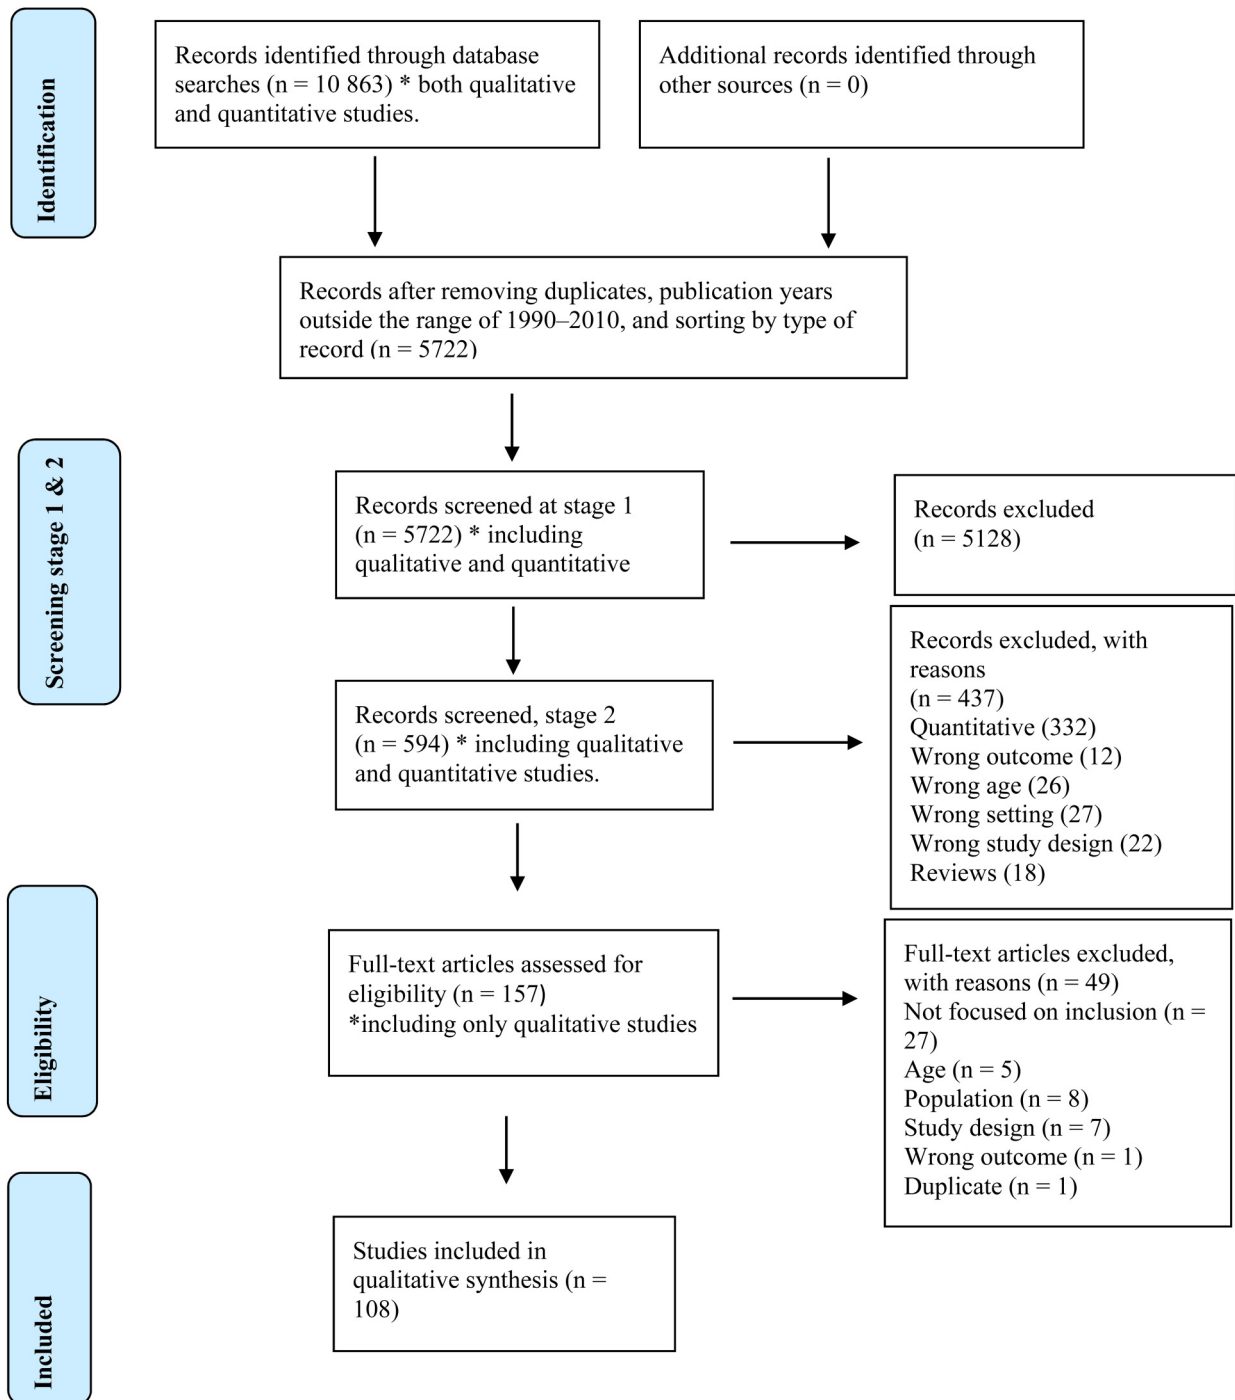 Identification
Records identified through database
searches (n = 10 863) * both qualitative
and quantitative studies.
Additional records identified through
other sources (n = 0)
Records after removing duplicates, publication years
outside the range of 1990–2010, and sorting by type of
record (n = 5722)
Screening stage 1 & 2
Records screened at stage 1
(n = 5722) * including
qualitative and quantitative
Records excluded
(n = 5128)
Records screened, stage 2
(n = 594) * including qualitative
and quantitative studies.
Records excluded, with
reasons
(n = 437)
Quantitative (332)
Wrong outcome (12)
Wrong age (26)
Wrong setting (27)
Wrong study design (22)
Reviews (18)
Eligibility
Full-text articles assessed for
eligibility (n = 157)
*including only qualitative studies
Full-text articles excluded,
with reasons (n = 49)
Not focused on inclusion (n =
27)
Age (n = 5)
Population (n = 8)
Study design (n = 7)
Wrong outcome (n = 1)
Duplicate (n = 1)
Included
Studies included in
qualitative synthesis (n =
108)